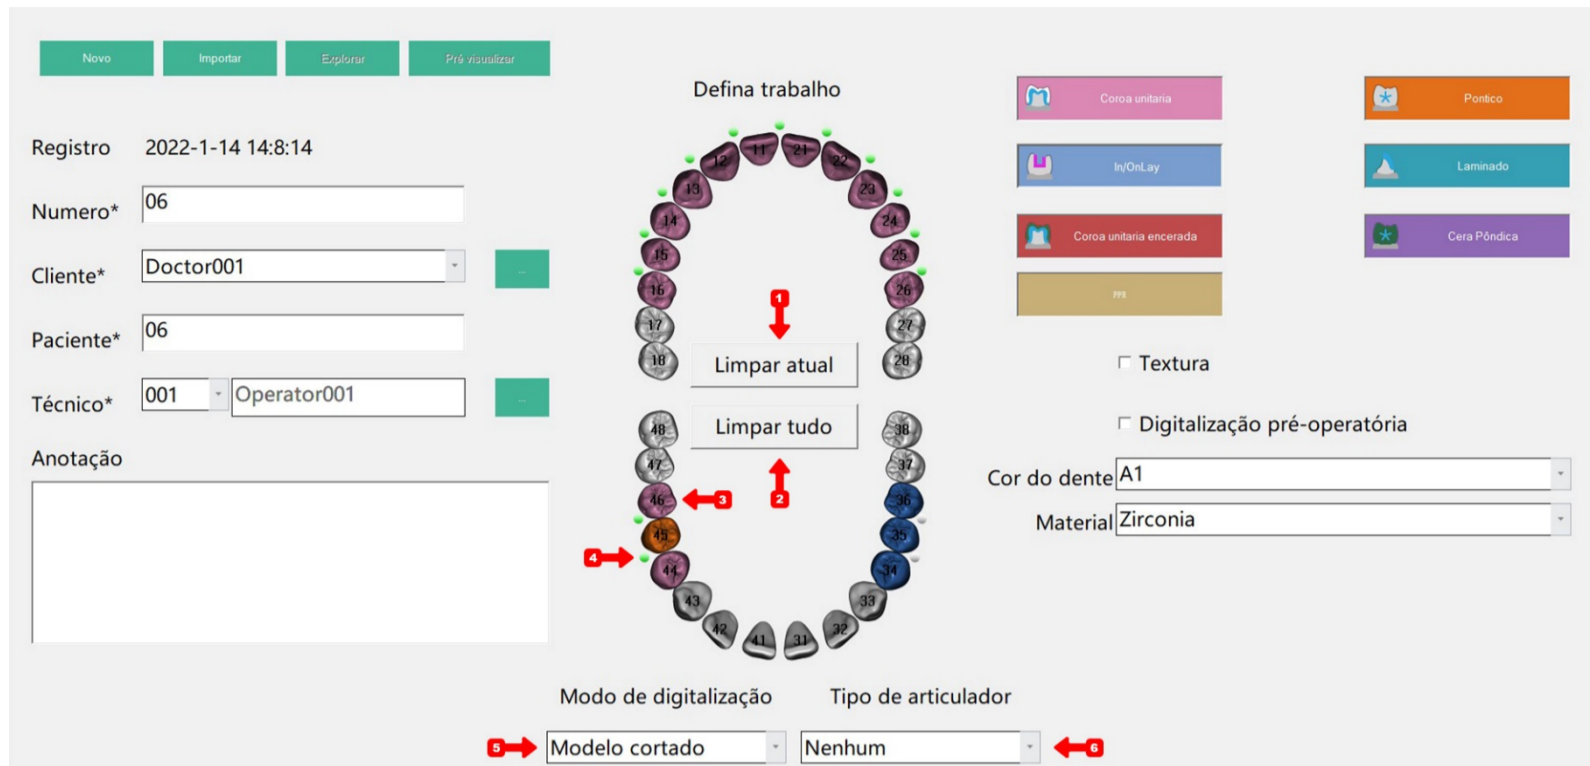 Novo Importar Explorar Pré visualizar
Registro 2022-1-14 14:8:14
Numero* 06
Cliente* Doctor001 ...
Paciente* 06
Técnico* 001 Operator001 ...
Anotação
Defina trabalho
11 21
12 22
13 23
14 24
15 25
16 26
17 27
18 28
1
Limpar atual
Limpar tudo
2
48 38
47 37
46 36
3
45 35
4
44 34
43 33
42 32
41 31
Modo de digitalização Tipo de articulador
5 Modelo cortado Nenhum 6
Coroa unitaria Pontico
In/OnLay Laminado
Coroa unitaria encerada Cera Pôndica
Textura
Digitalização pré-operatória
Cor do dente A1
Material Zirconia